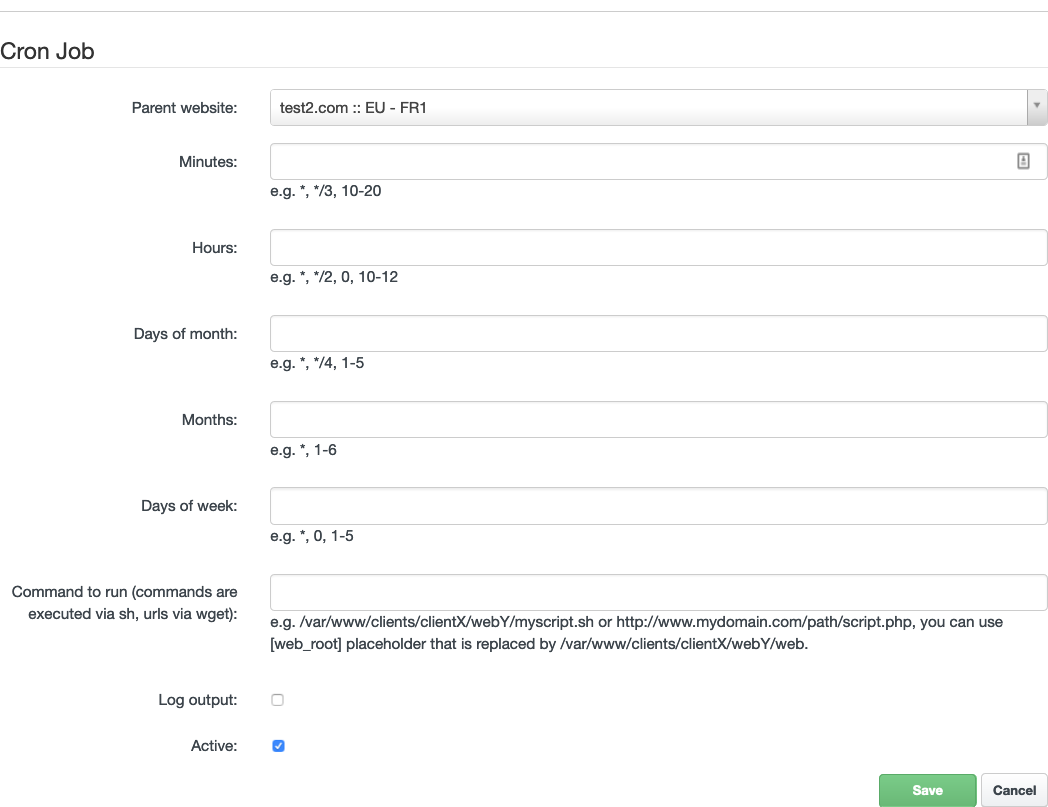 Cron Job
Parent website: test2.com :: EU - FR1
Minutes:
e.g. *, */3, 10-20
Hours:
e.g. *, */2, 0, 10-12
Days of month:
e.g. *, */4, 1-5
Months:
e.g. *, 1-6
Days of week:
e.g. *, 0, 1-5
Command to run (commands are
executed via sh, urls via wget):
e.g. /var/www/clients/clientX/webY/myscript.sh or http://www.mydomain.com/path/script.php, you can use
[web_root] placeholder that is replaced by /var/www/clients/clientX/webY/web.
Log output:
Active:
Save Cancel